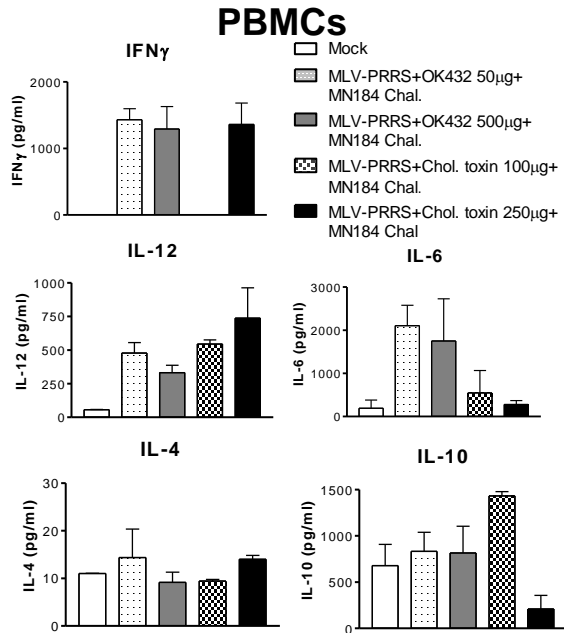 PBMCs
IFNγ
IFNγ (pg/ml)
2000
1000
0
Mock
MLV-PRRS+OK432 50μg+
MN184 Chal.
MLV-PRRS+OK432 500μg+
MN184 Chal.
MLV-PRRS+Chol. toxin 100μg+
MN184 Chal.
MLV-PRRS+Chol. toxin 250μg+
MN184 Chal
IL-12
IL-12 (pg/ml)
1000
750
500
250
0
IL-6
IL-6 (pg/ml)
3000
2000
1000
0
IL-4
IL-4 (pg/ml)
30
20
10
0
IL-10
IL-10 (pg/ml)
1500
1000
500
0